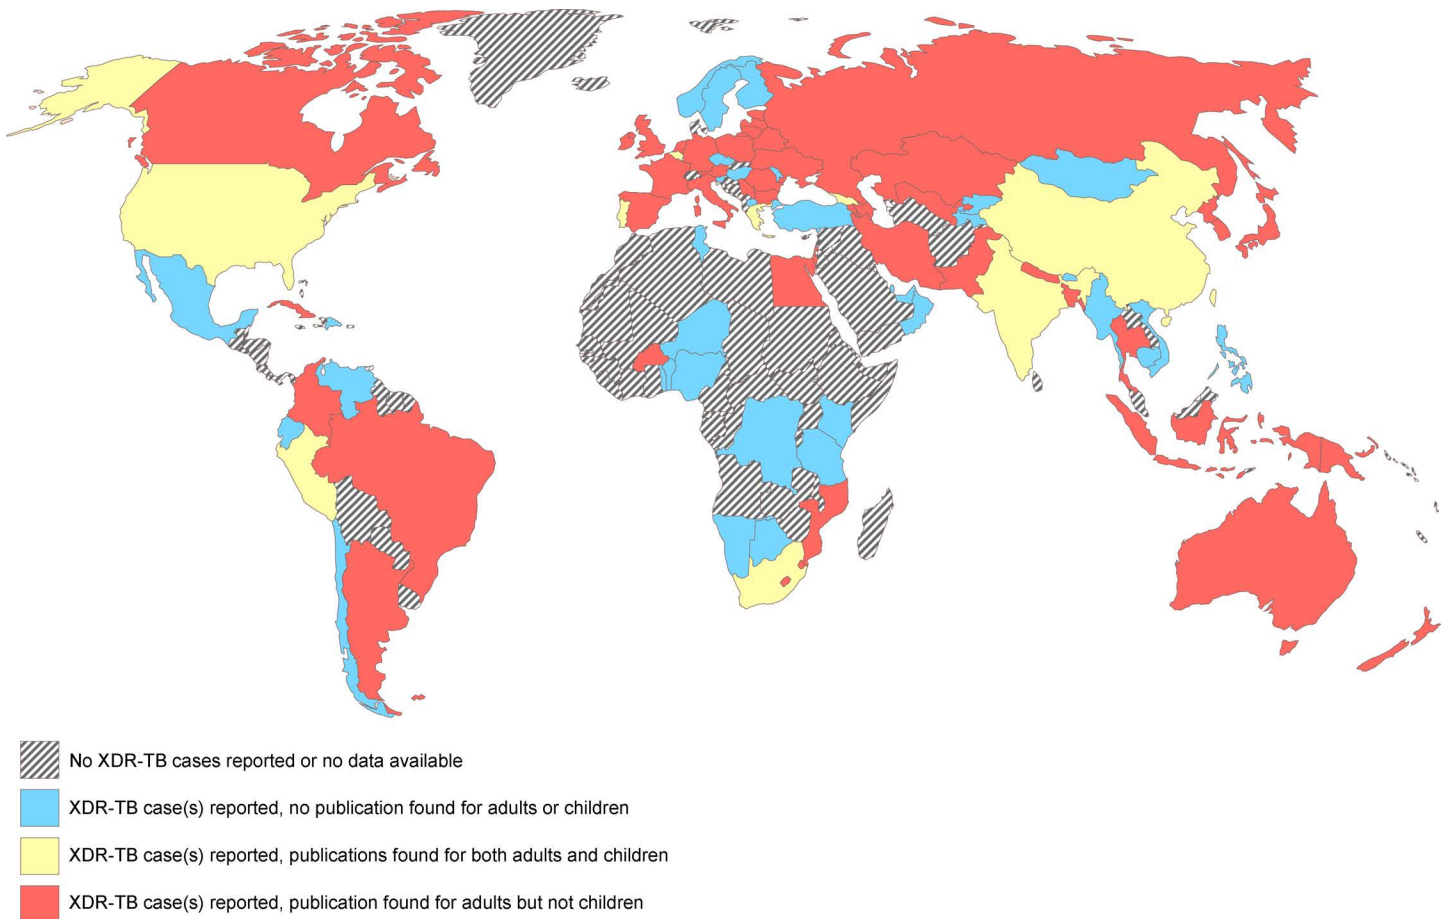 No XDR-TB cases reported or no data available
XDR-TB case(s) reported, no publication found for adults or children
XDR-TB case(s) reported, publications found for both adults and children
XDR-TB case(s) reported, publication found for adults but not children